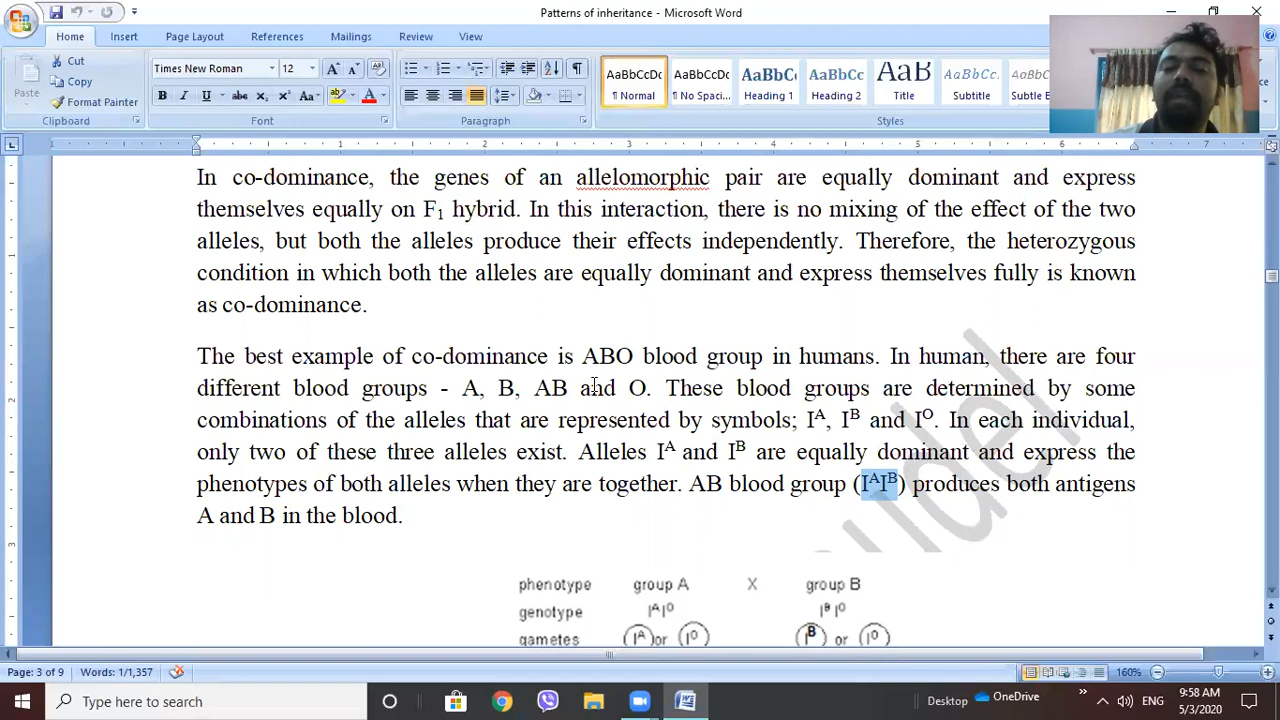 Patterns of inheritance - Microsoft Word
Home Insert Page Layout References Mailings Review View
Paste Cut Copy Format Painter Clipboard
Times New Roman 12 Font
Paragraph
AaBbCcDc AaBbCcDc AaBbCc AaBbCc AaB AaBbCc. AaBbCc
¶ Normal ¶ No Spaci... Heading 1 Heading 2 Title Subtitle Subtle E
Styles
1 1 2 3 4 5 6 7
In co-dominance, the genes of an allelomorphic pair are equally dominant and express
themselves equally on F₁ hybrid. In this interaction, there is no mixing of the effect of the two
alleles, but both the alleles produce their effects independently. Therefore, the heterozygous
condition in which both the alleles are equally dominant and express themselves fully is known
as co-dominance.
The best example of co-dominance is ABO blood group in humans. In human, there are four
different blood groups - A, B, AB and O. These blood groups are determined by some
combinations of the alleles that are represented by symbols; Iᴬ, Iᴮ and Iᴼ. In each individual,
only two of these three alleles exist. Alleles Iᴬ and Iᴮ are equally dominant and express the
phenotypes of both alleles when they are together. AB blood group (IᴬIᴮ) produces both antigens
A and B in the blood.
phenotype group A X group B
genotype IᴬIᴼ IᴮIᴼ
gametes Iᴬ or Iᴼ Iᴮ or Iᴼ
Page: 3 of 9 Words: 1/1,357 160%
Type here to search Desktop OneDrive ENG 9:58 AM
5/3/2020